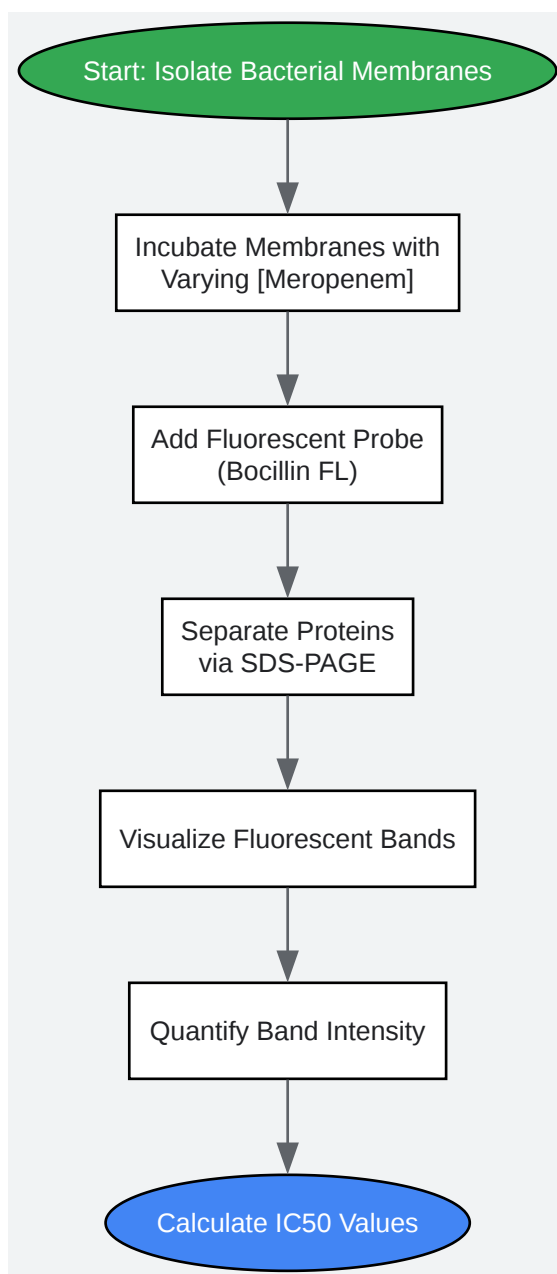 Start: Isolate Bacterial Membranes
Incubate Membranes with
Varying [Meropenem]
Add Fluorescent Probe
(Bocillin FL)
Separate Proteins
via SDS-PAGE
Visualize Fluorescent Bands
Quantify Band Intensity
Calculate IC50 Values